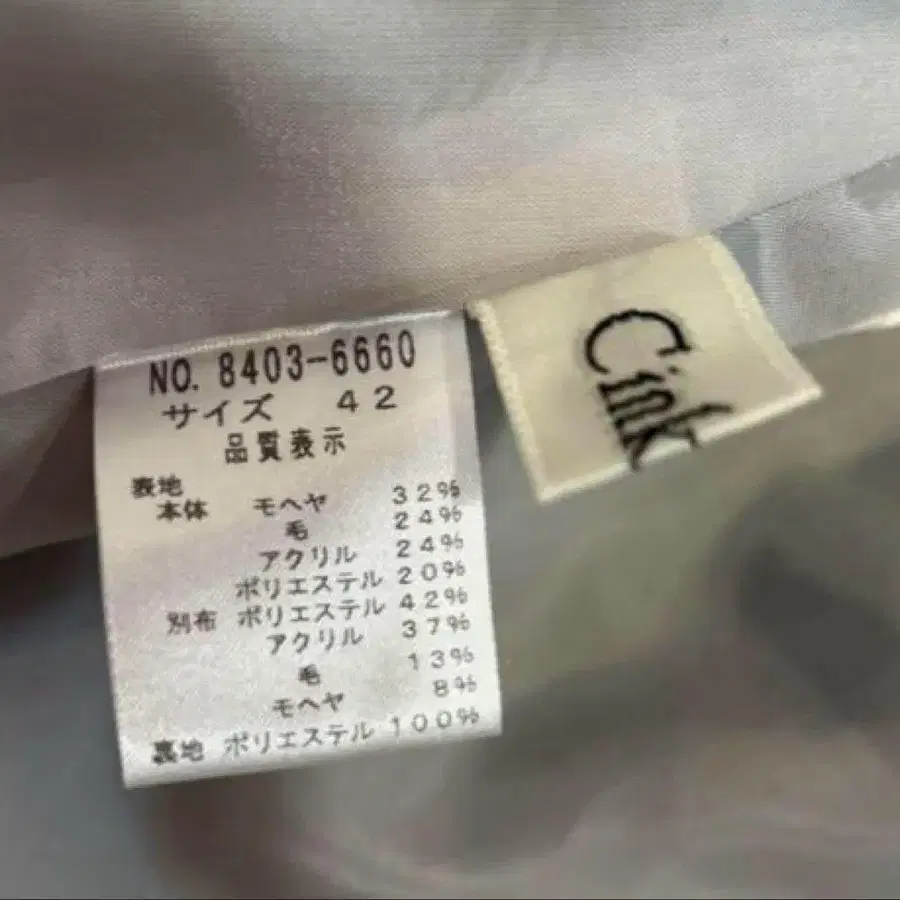 NO. 8403-6660
サイズ 42
品質表示
表地
本体 モヘヤ 32%
毛 24%
アクリル 24%
ポリエステル 20%
別布 ポリエステル 42%
アクリル 37%
毛 13%
モヘヤ 8%
裏地 ポリエステル 100%
Cink